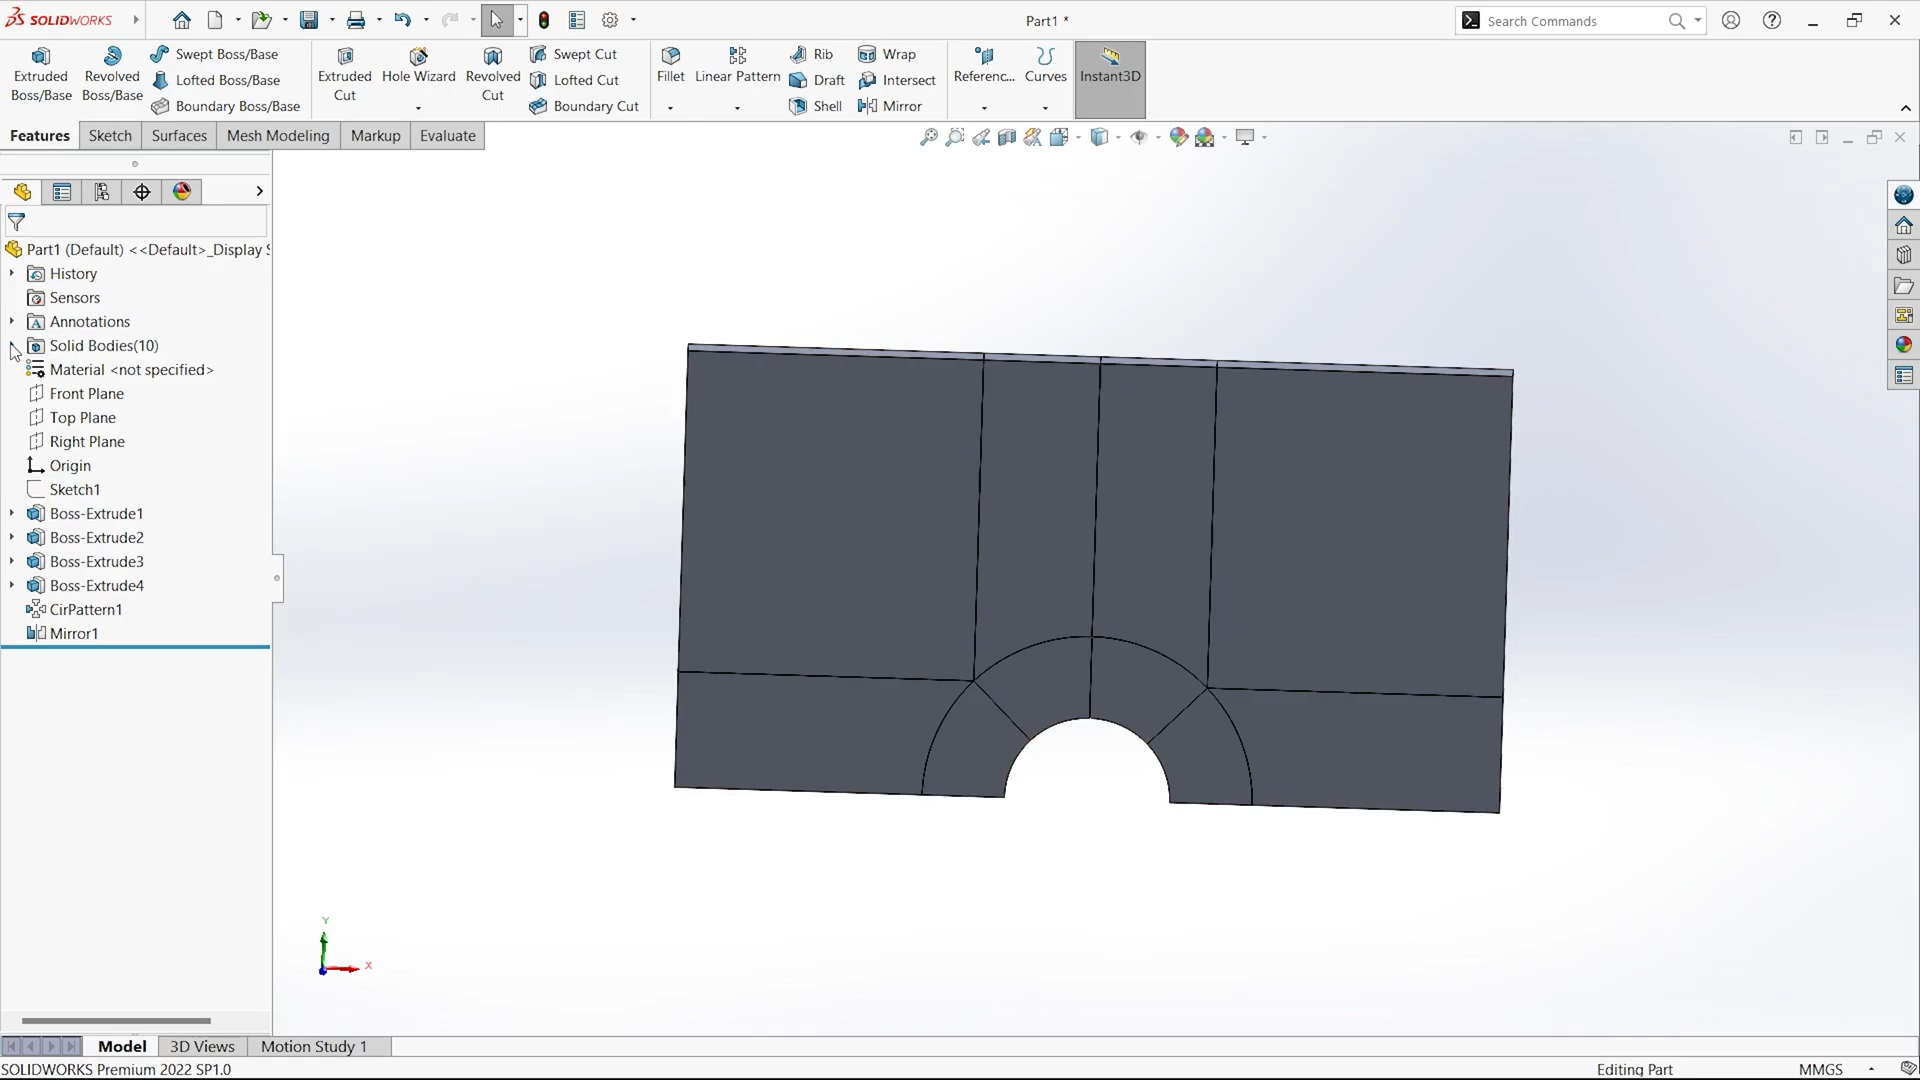 SOLIDWORKS
Part1 *
Search Commands
Extruded Boss/Base
Revolved Boss/Base
Swept Boss/Base
Lofted Boss/Base
Boundary Boss/Base
Extruded Cut
Hole Wizard
Revolved Cut
Swept Cut
Lofted Cut
Boundary Cut
Fillet
Linear Pattern
Rib
Draft
Shell
Wrap
Intersect
Mirror
Referenc...
Curves
Instant3D
Features
Sketch
Surfaces
Mesh Modeling
Markup
Evaluate
Part1 (Default) <<Default>_Display S
History
Sensors
Annotations
Solid Bodies(10)
Material <not specified>
Front Plane
Top Plane
Right Plane
Origin
Sketch1
Boss-Extrude1
Boss-Extrude2
Boss-Extrude3
Boss-Extrude4
CirPattern1
Mirror1
Y
X
Model
3D Views
Motion Study 1
SOLIDWORKS Premium 2022 SP1.0
Editing Part
MMGS